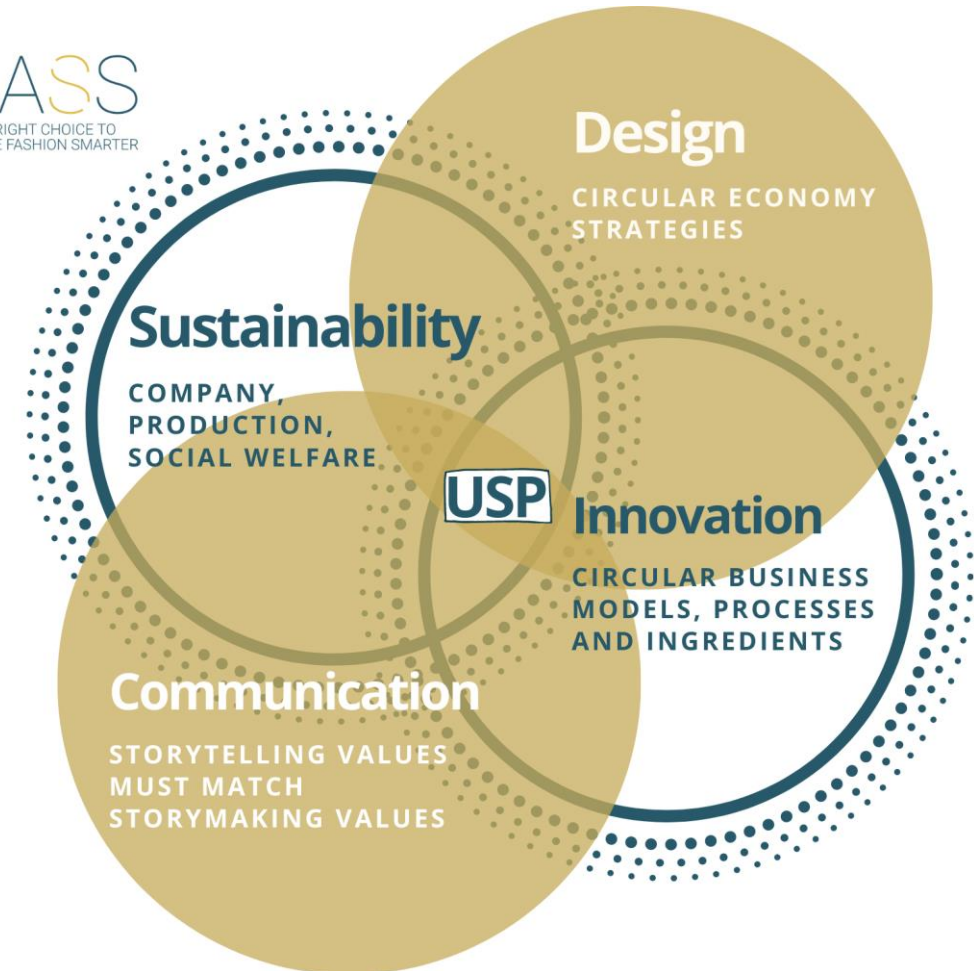 ASS
RIGHT CHOICE TO
FASHION SMARTER
Design
CIRCULAR ECONOMY
STRATEGIES
Sustainability
COMPANY,
PRODUCTION,
SOCIAL WELFARE
USP
Innovation
CIRCULAR BUSINESS
MODELS, PROCESSES
AND INGREDIENTS
Communication
STORYTELLING VALUES
MUST MATCH
STORYMAKING VALUES